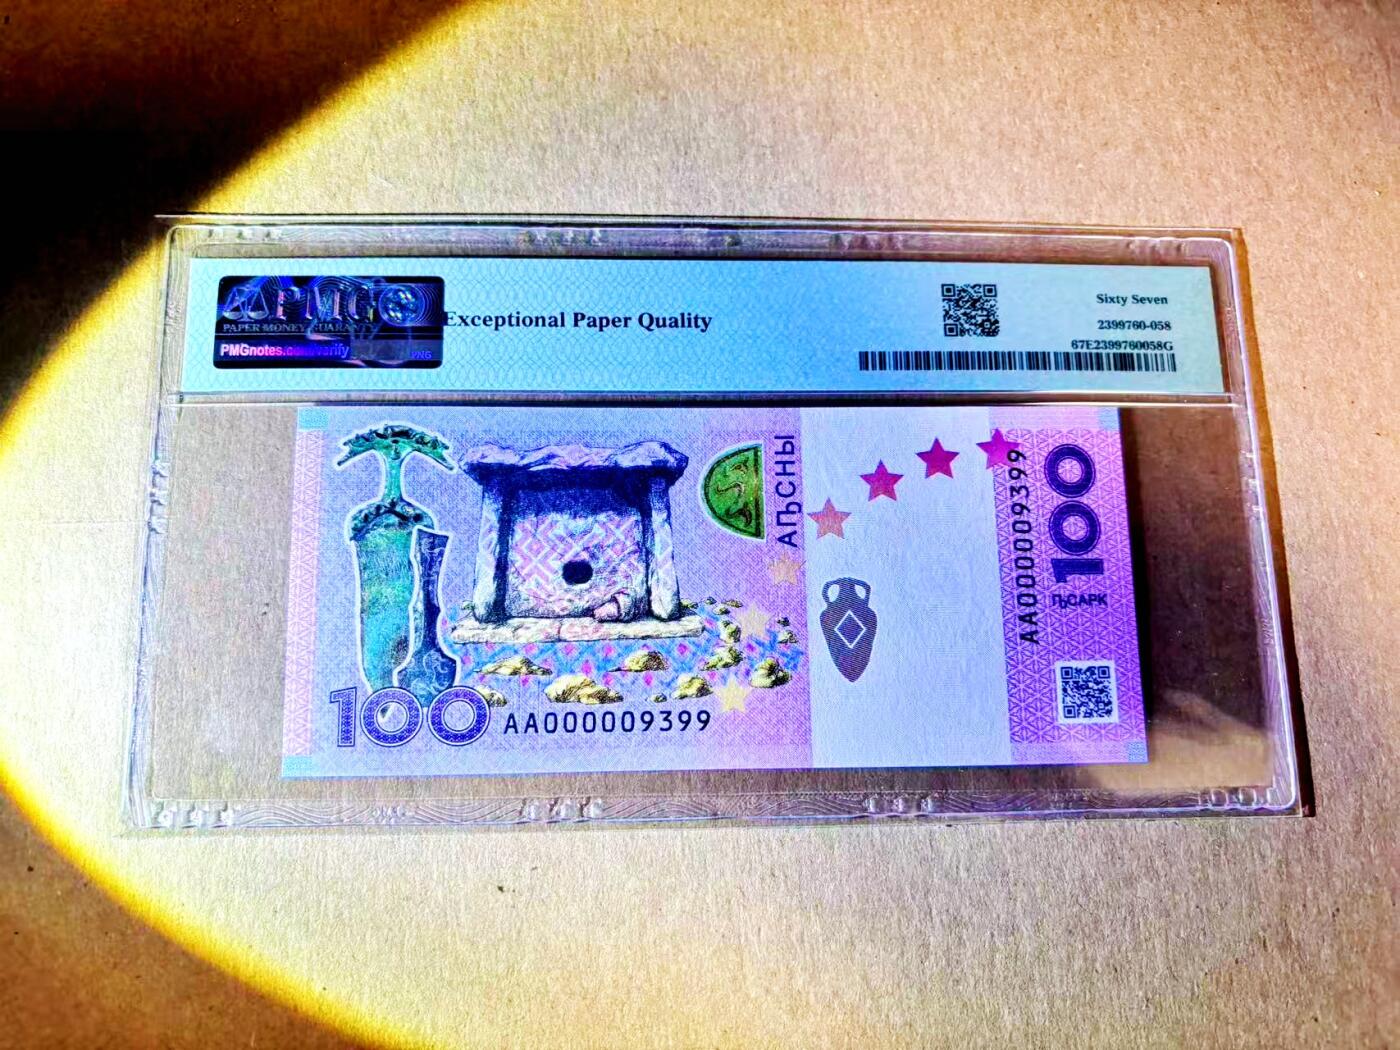 PMG
PAPER MONEY GUARANTY
PMGnotes.com/verify
PNG
Exceptional Paper Quality
Sixty Seven
2399760-058
67E2399760058G
АԤСНЫ
100
AA000009399
AA000009399
100
ԤСАРК